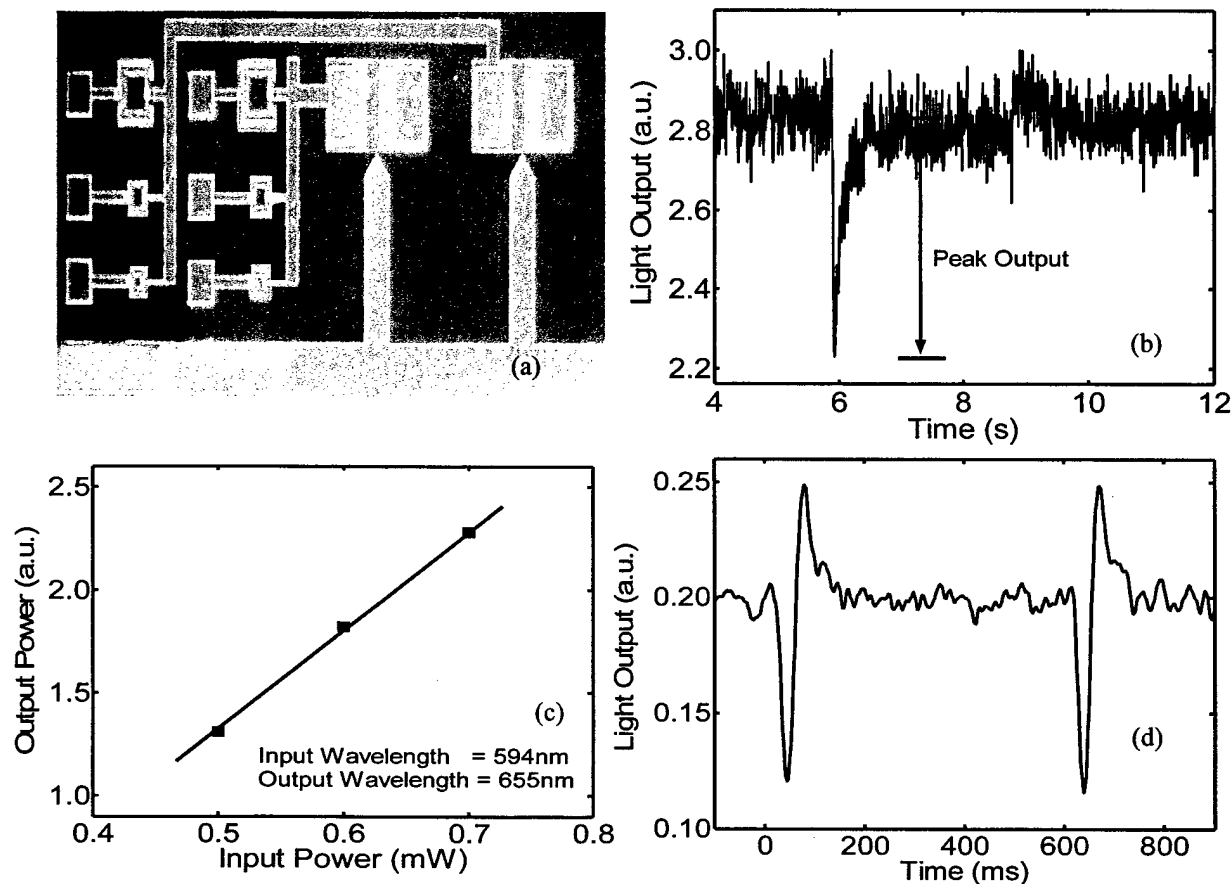 (a)
3.0
2.8
2.6
2.4
2.2
Light Output (a.u.)
Peak Output
(b)
4 6 8 10 12
Time (s)
2.5
2.0
1.5
1.0
Output Power (a.u.)
(c)
Input Wavelength = 594nm
Output Wavelength = 655nm
0.4 0.5 0.6 0.7 0.8
Input Power (mW)
0.25
0.20
0.15
0.10
Light Output (a.u.)
(d)
0 200 400 600 800
Time (ms)